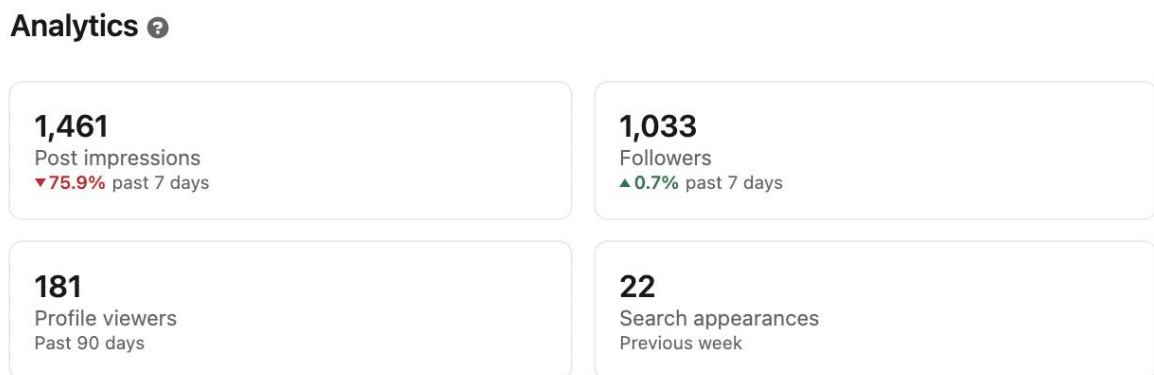 Analytics ?
1,461
Post impressions
▼75.9% past 7 days
1,033
Followers
▲0.7% past 7 days
181
Profile viewers
Past 90 days
22
Search appearances
Previous week